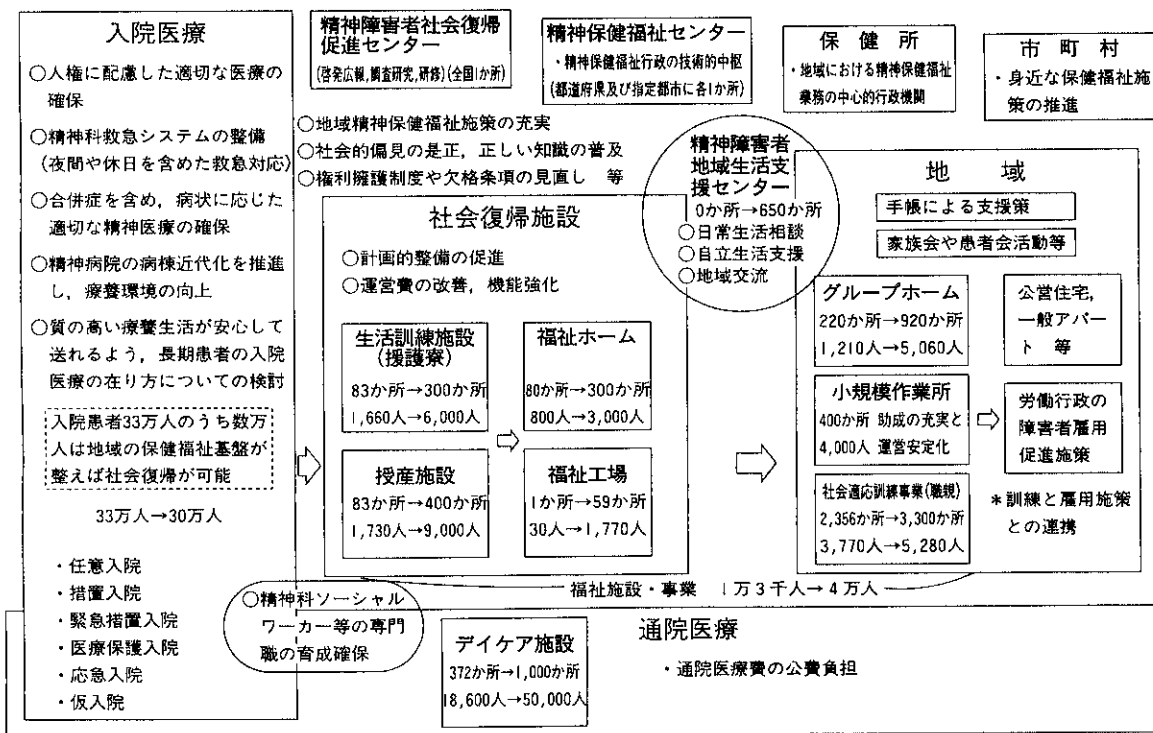 入院医療
○人権に配慮した適切な医療の
確保
○精神科救急システムの整備
(夜間や休日を含めた救急対応)
○合併症を含め,病状に応じた
適切な精神医療の確保
○精神病院の病棟近代化を推進
し,療養環境の向上
○質の高い療養生活が安心して
送れるよう,長期患者の入院
医療の在り方についての検討
入院患者33万人のうち数万
人は地域の保健福祉基盤が
整えば社会復帰が可能
33万人→30万人
・任意入院
・措置入院
・緊急措置入院
・医療保護入院
・応急入院
・仮入院
精神障害者社会復帰
促進センター
(啓発広報,調査研究,研修)(全国1か所)
精神保健福祉センター
・精神保健福祉行政の技術的中枢
(都道府県及び指定都市に各1か所)
保健所
・地域における精神保健福祉
業務の中心的行政機関
市町村
・身近な保健福祉施
策の推進
○地域精神保健福祉施策の充実
○社会的偏見の是正,正しい知識の普及
○権利擁護制度や欠格条項の見直し 等
精神障害者
地域生活支
援センター
0か所→650か所
○日常生活相談
○自立生活支援
○地域交流
社会復帰施設
○計画的整備の促進
○運営費の改善,機能強化
生活訓練施設
(援護寮)
83か所→300か所
1,660人→6,000人
福祉ホーム
80か所→300か所
800人→3,000人
授産施設
83か所→400か所
1,730人→9,000人
福祉工場
1か所→59か所
30人→1,770人
地域
手帳による支援策
家族会や患者会活動等
グループホーム
220か所→920か所
1,210人→5,060人
公営住宅,
一般アパー
ト 等
小規模作業所
400か所 助成の充実と
4,000人 運営安定化
労働行政の
障害者雇用
促進施策
社会適応訓練事業(職親)
2,356か所→3,300か所
3,770人→5,280人
*訓練と雇用施策
との連携
福祉施設・事業 1万3千人→4万人
○精神科ソーシャル
ワーカー等の専門
職の育成確保
デイケア施設
372か所→1,000か所
18,600人→50,000人
通院医療
・通院医療費の公費負担